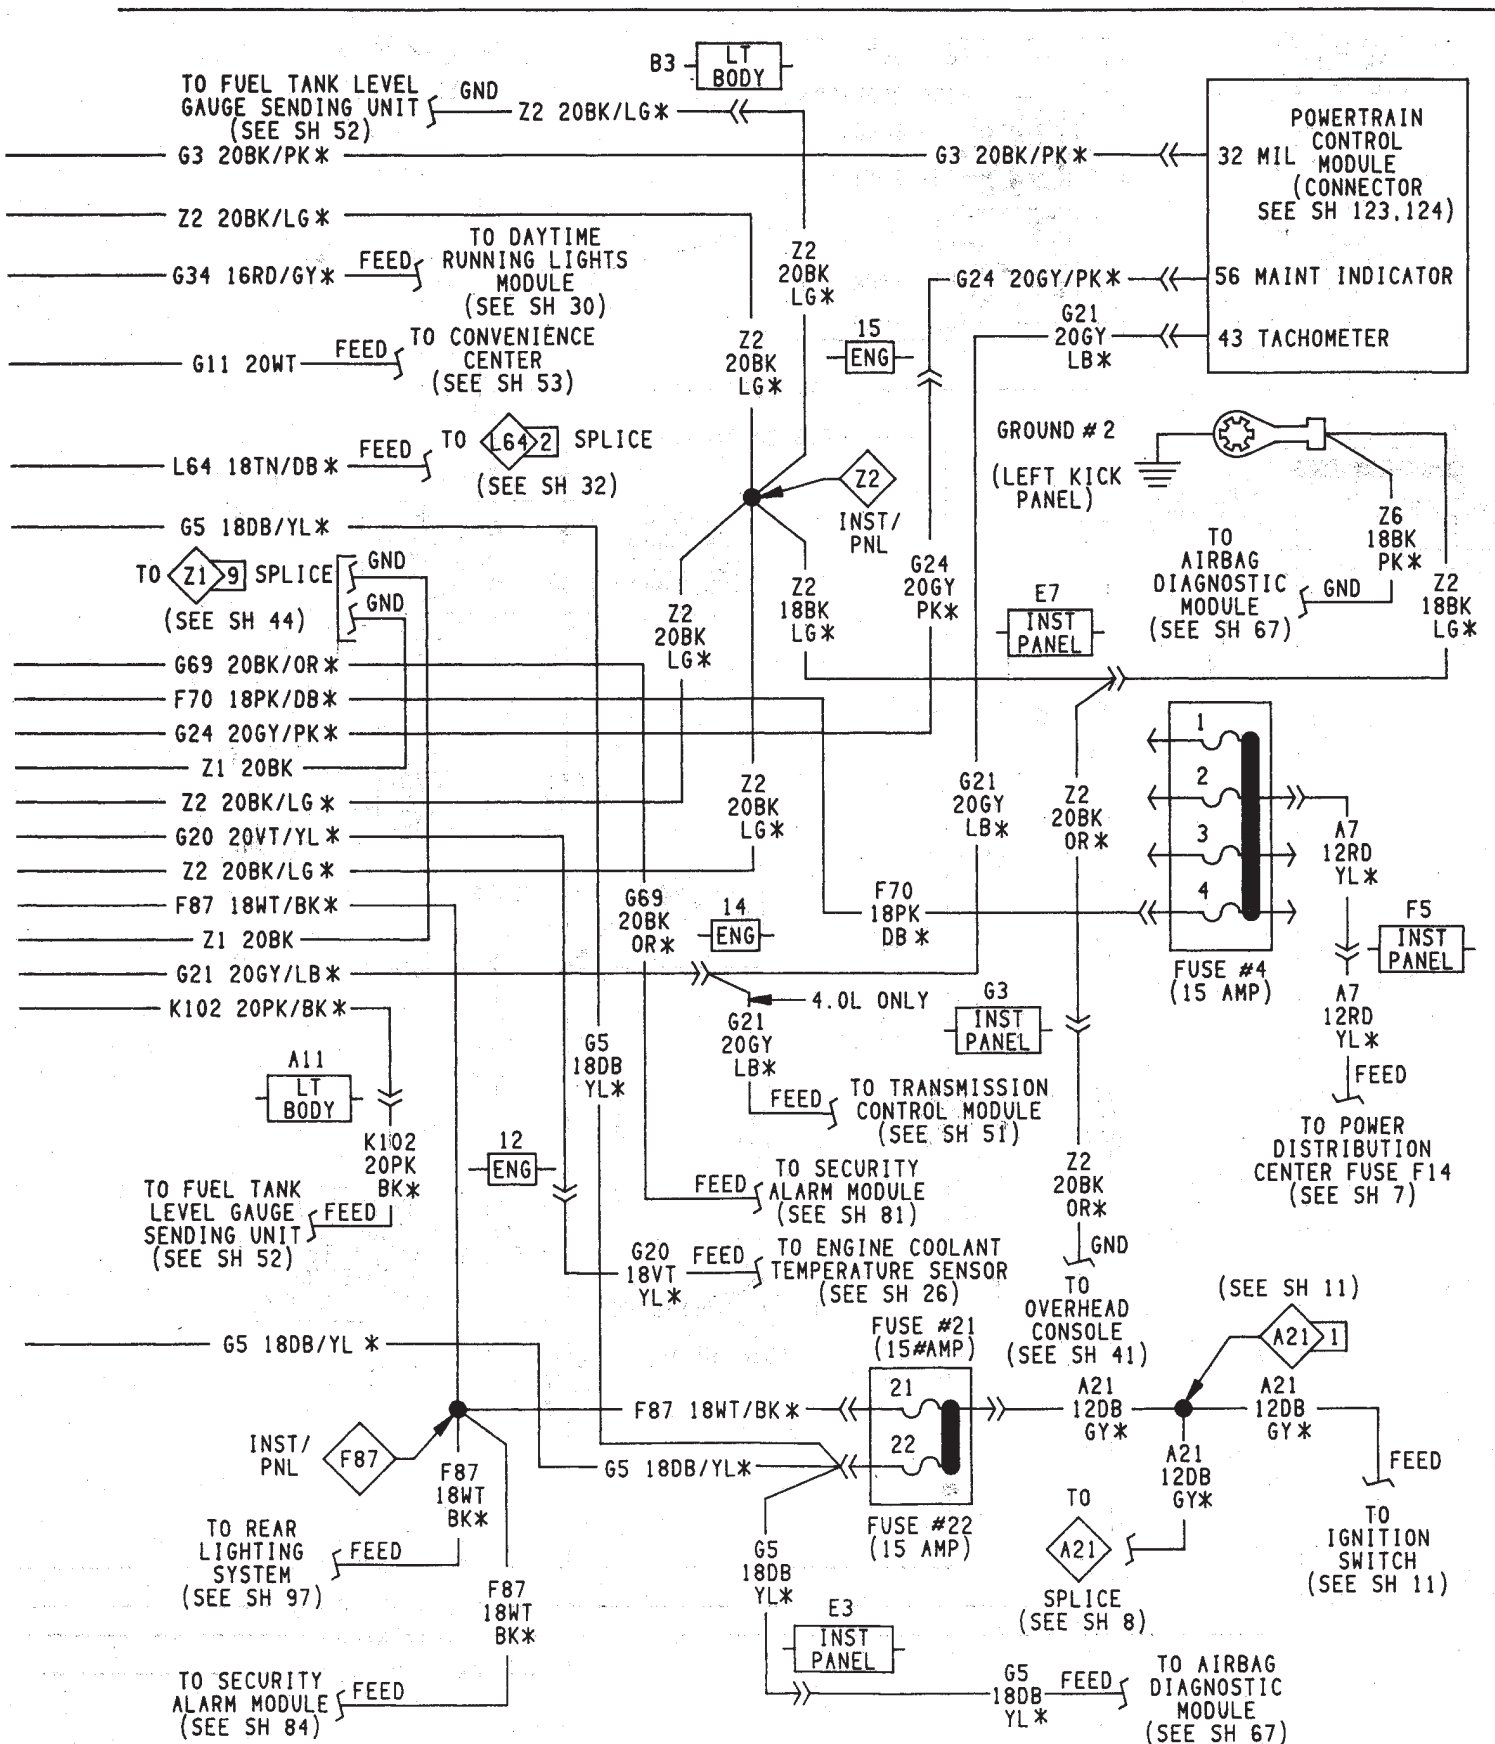 B3
LT
BODY
TO FUEL TANK LEVEL
GAUGE SENDING UNIT
(SEE SH 52)
GND
Z2 20BK/LG*
G3 20BK/PK*
G3 20BK/PK*
32 MIL
POWERTRAIN
CONTROL
MODULE
(CONNECTOR
SEE SH 123,124)
Z2 20BK/LG*
G34 16RD/GY*
FEED
TO DAYTIME
RUNNING LIGHTS
MODULE
(SEE SH 30)
Z2
20BK
LG*
G24 20GY/PK*
56 MAINT INDICATOR
G21
20GY
LB*
43 TACHOMETER
15
ENG
G11 20WT
FEED
TO CONVENIENCE
CENTER
(SEE SH 53)
Z2
20BK
LG*
L64 18TN/DB*
FEED
TO
L64
2
SPLICE
(SEE SH 32)
Z2
INST/
PNL
GROUND #2
(LEFT KICK
PANEL)
G5 18DB/YL*
TO
Z1
9
SPLICE
(SEE SH 44)
GND
GND
Z2
20BK
LG*
Z2
18BK
LG*
G24
20GY
PK*
E7
INST
PANEL
TO
AIRBAG
DIAGNOSTIC
MODULE
(SEE SH 67)
GND
Z6
18BK
PK*
Z2
18BK
LG*
G69 20BK/OR*
F70 18PK/DB*
G24 20GY/PK*
Z1 20BK
Z2 20BK/LG*
G20 20VT/YL*
Z2 20BK/LG*
F87 18WT/BK*
Z1 20BK
G21 20GY/LB*
K102 20PK/BK*
Z2
20BK
LG*
G21
20GY
LB*
Z2
20BK
OR*
1
2
3
4
FUSE #4
(15 AMP)
A7
12RD
YL*
F5
INST
PANEL
A7
12RD
YL*
FEED
TO POWER
DISTRIBUTION
CENTER FUSE F14
(SEE SH 7)
G69
20BK
OR*
14
ENG
F70
18PK
DB*
4.0L ONLY
G21
20GY
LB*
FEED
TO TRANSMISSION
CONTROL MODULE
(SEE SH 51)
G3
INST
PANEL
G5
18DB
YL*
A11
LT
BODY
K102
20PK
BK*
TO FUEL TANK
LEVEL GAUGE
SENDING UNIT
(SEE SH 52)
FEED
12
ENG
FEED
TO SECURITY
ALARM MODULE
(SEE SH 81)
Z2
20BK
OR*
GND
TO
OVERHEAD
CONSOLE
(SEE SH 41)
G20
18VT
YL*
FEED
TO ENGINE COOLANT
TEMPERATURE SENSOR
(SEE SH 26)
(SEE SH 11)
A21
1
G5 18DB/YL *
FUSE #21
(15#AMP)
21
22
F87 18WT/BK*
A21
12DB
GY*
A21
12DB
GY*
INST/
PNL
F87
F87
18WT
BK*
G5 18DB/YL*
FUSE #22
(15 AMP)
A21
12DB
GY*
FEED
TO
IGNITION
SWITCH
(SEE SH 11)
TO
A21
SPLICE
(SEE SH 8)
TO REAR
LIGHTING
SYSTEM
(SEE SH 97)
FEED
F87
18WT
BK*
G5
18DB
YL*
E3
INST
PANEL
TO SECURITY
ALARM MODULE
(SEE SH 84)
FEED
G5
18DB
YL*
FEED
TO AIRBAG
DIAGNOSTIC
MODULE
(SEE SH 67)